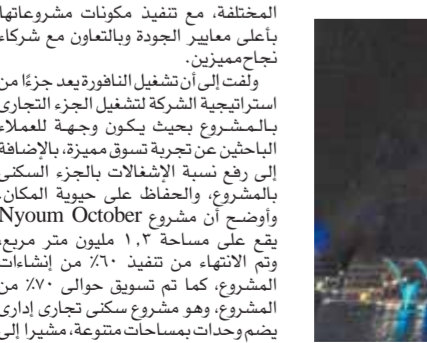 المختلفة، مع تنفيذ مكونات مشروعاتها
بأعلى معايير الجودة وبالتعاون مع شركاء
نجاح مميزين.
ولفت إلى أن تشغيل النافورة يعد جزءًا من
استراتيجية الشركة لتشغيل الجزء التجارى
بالمشروع بحيث يكون وجهة للعملاء
الباحثين عن تجربة تسوق مميزة، بالإضافة
إلى رفع نسبة الإشغالات بالجزء السكنى
بالمشروع، والحفاظ على حيوية المكان.
وأوضح أن مشروع Nyoum October
يقع على مساحة ١,٣ مليون متر مربع،
وتم الانتهاء من تنفيذ ٦٠٪ من إنشاءات
المشروع، كما تم تسويق حوالى ٧٠٪ من
المشروع، وهو مشروع سكنى تجارى إدارى
يضم وحدات بمساحات متنوعة، مشيرا إلى